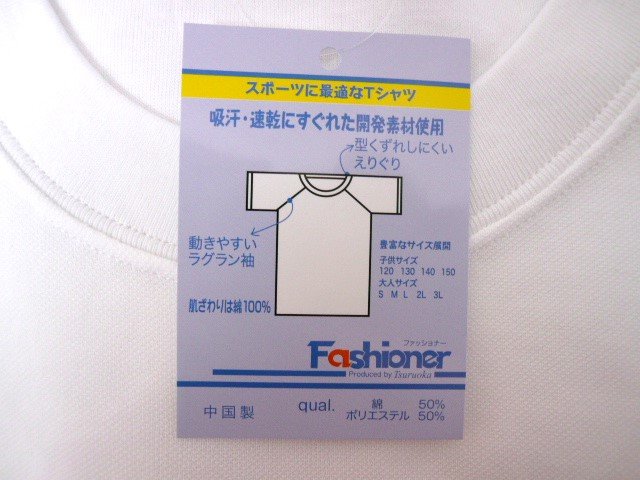 スポーツに最適なTシャツ
吸汗・速乾にすぐれた開発素材使用
型くずれしにくい
えりぐり
動きやすい
ラグラン袖
豊富なサイズ展開
子供サイズ
120 130 140 150
大人サイズ
S M L 2L 3L
肌ざわりは綿100%
ファッショナー
Fashioner
Produced by Tsuruoka
中国製 qual. 綿 50%
ポリエステル 50%